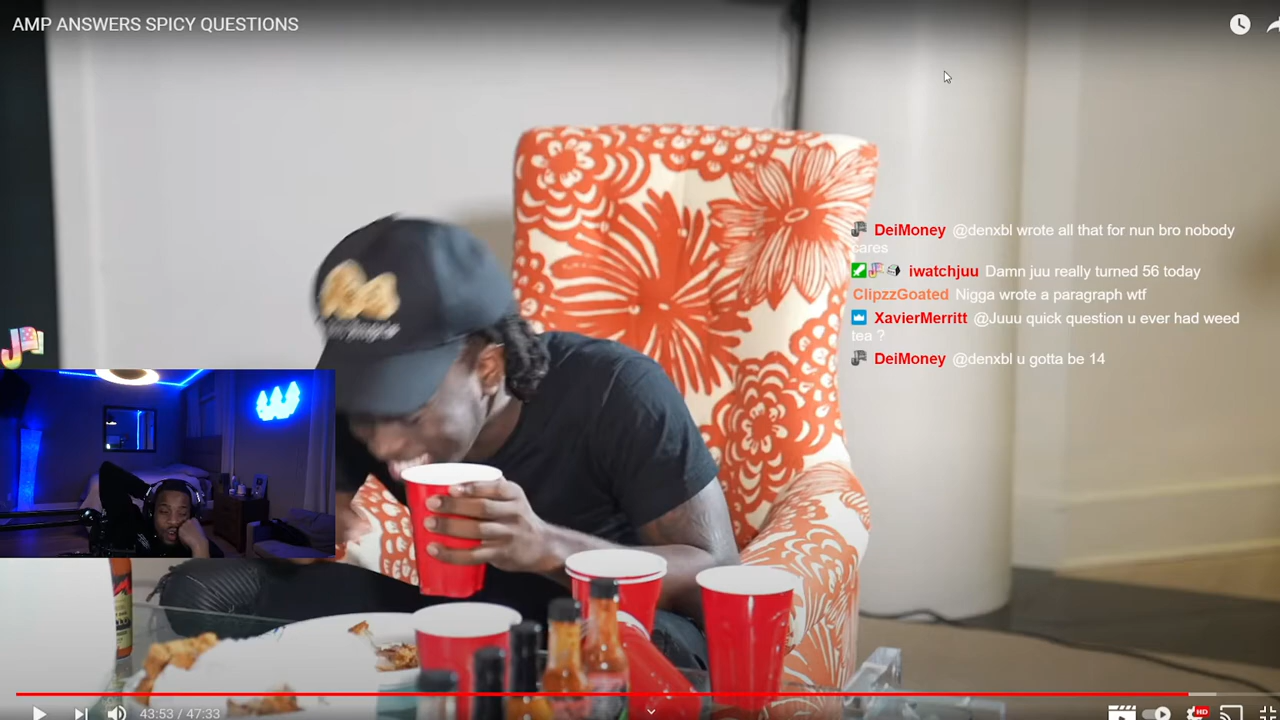 AMP ANSWERS SPICY QUESTIONS
DeiMoney @denxbl wrote all that for nun bro nobody
cares
iwatchjuu Damn juu really turned 56 today
ClipzzGoated Nigga wrote a paragraph wtf
XavierMerritt @Juuu quick question u ever had weed
tea ?
DeiMoney @denxbl u gotta be 14
43:53 / 47:33
HD